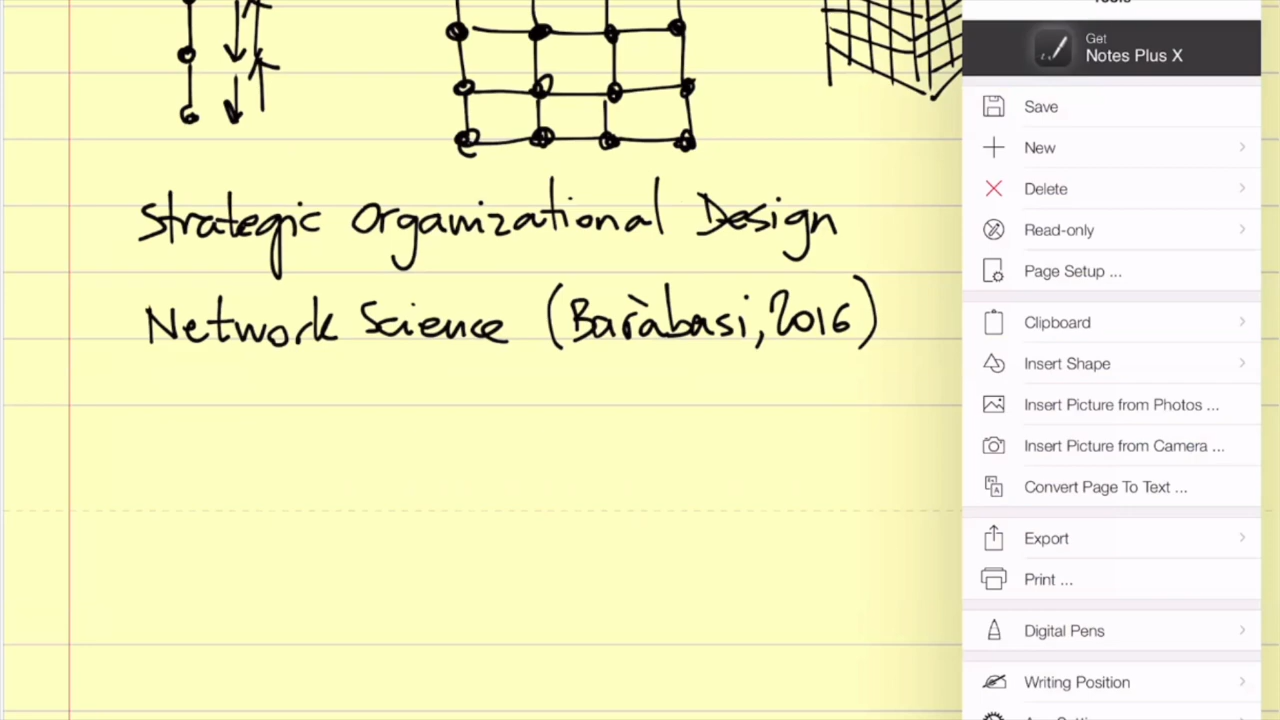 Get
Notes Plus X
Save
New
Delete
Read-only
Page Setup ...
Clipboard
Insert Shape
Insert Picture from Photos ...
Insert Picture from Camera ...
Convert Page To Text ...
Export
Print ...
Digital Pens
Writing Position
Strategic Organizational Design
Network Science (Baràbasi, 2016)